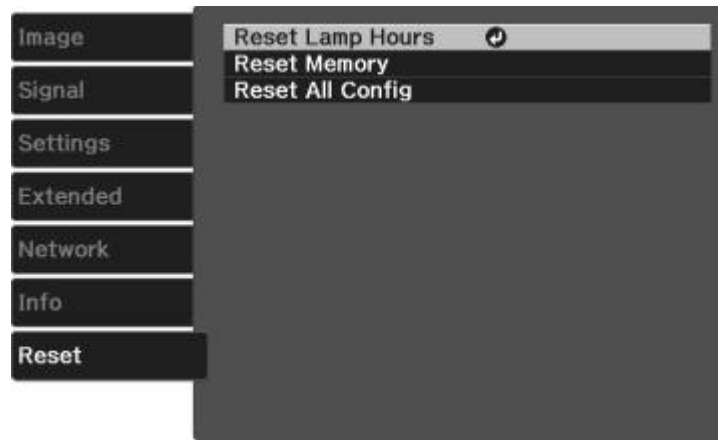 Image
Signal
Settings
Extended
Network
Info
Reset
Reset Lamp Hours
Reset Memory
Reset All Config